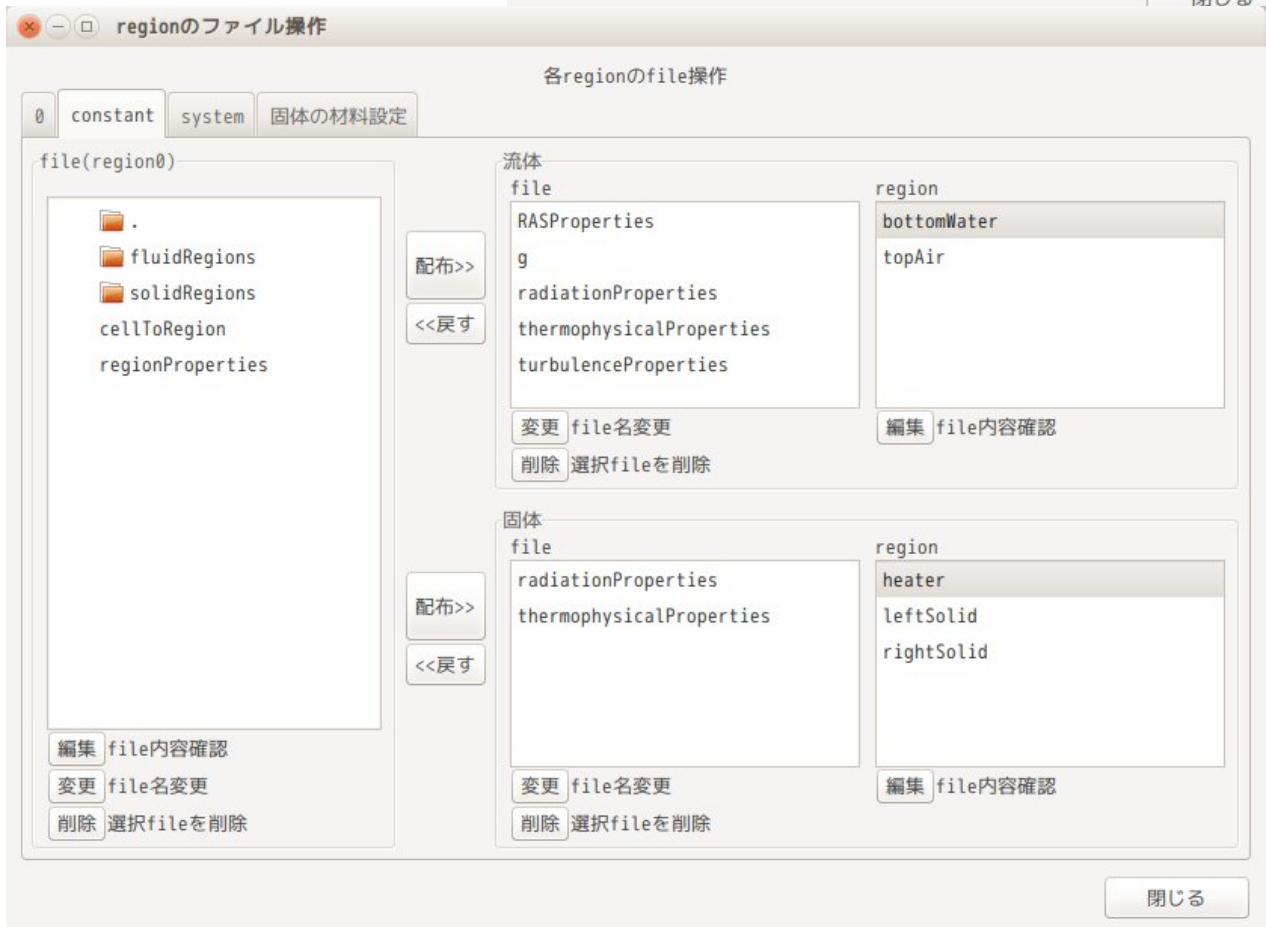 閉じる
regionのファイル操作
各regionのfile操作
0 constant system 固体の材料設定
file(region0)
.
fluidRegions
solidRegions
cellToRegion
regionProperties
編集 file内容確認
変更 file名変更
削除 選択fileを削除
配布>>
<<戻す
配布>>
<<戻す
流体
file
RASProperties
g
radiationProperties
thermophysicalProperties
turbulenceProperties
変更 file名変更
削除 選択fileを削除
region
bottomWater
topAir
編集 file内容確認
固体
file
radiationProperties
thermophysicalProperties
変更 file名変更
削除 選択fileを削除
region
heater
leftSolid
rightSolid
編集 file内容確認
閉じる